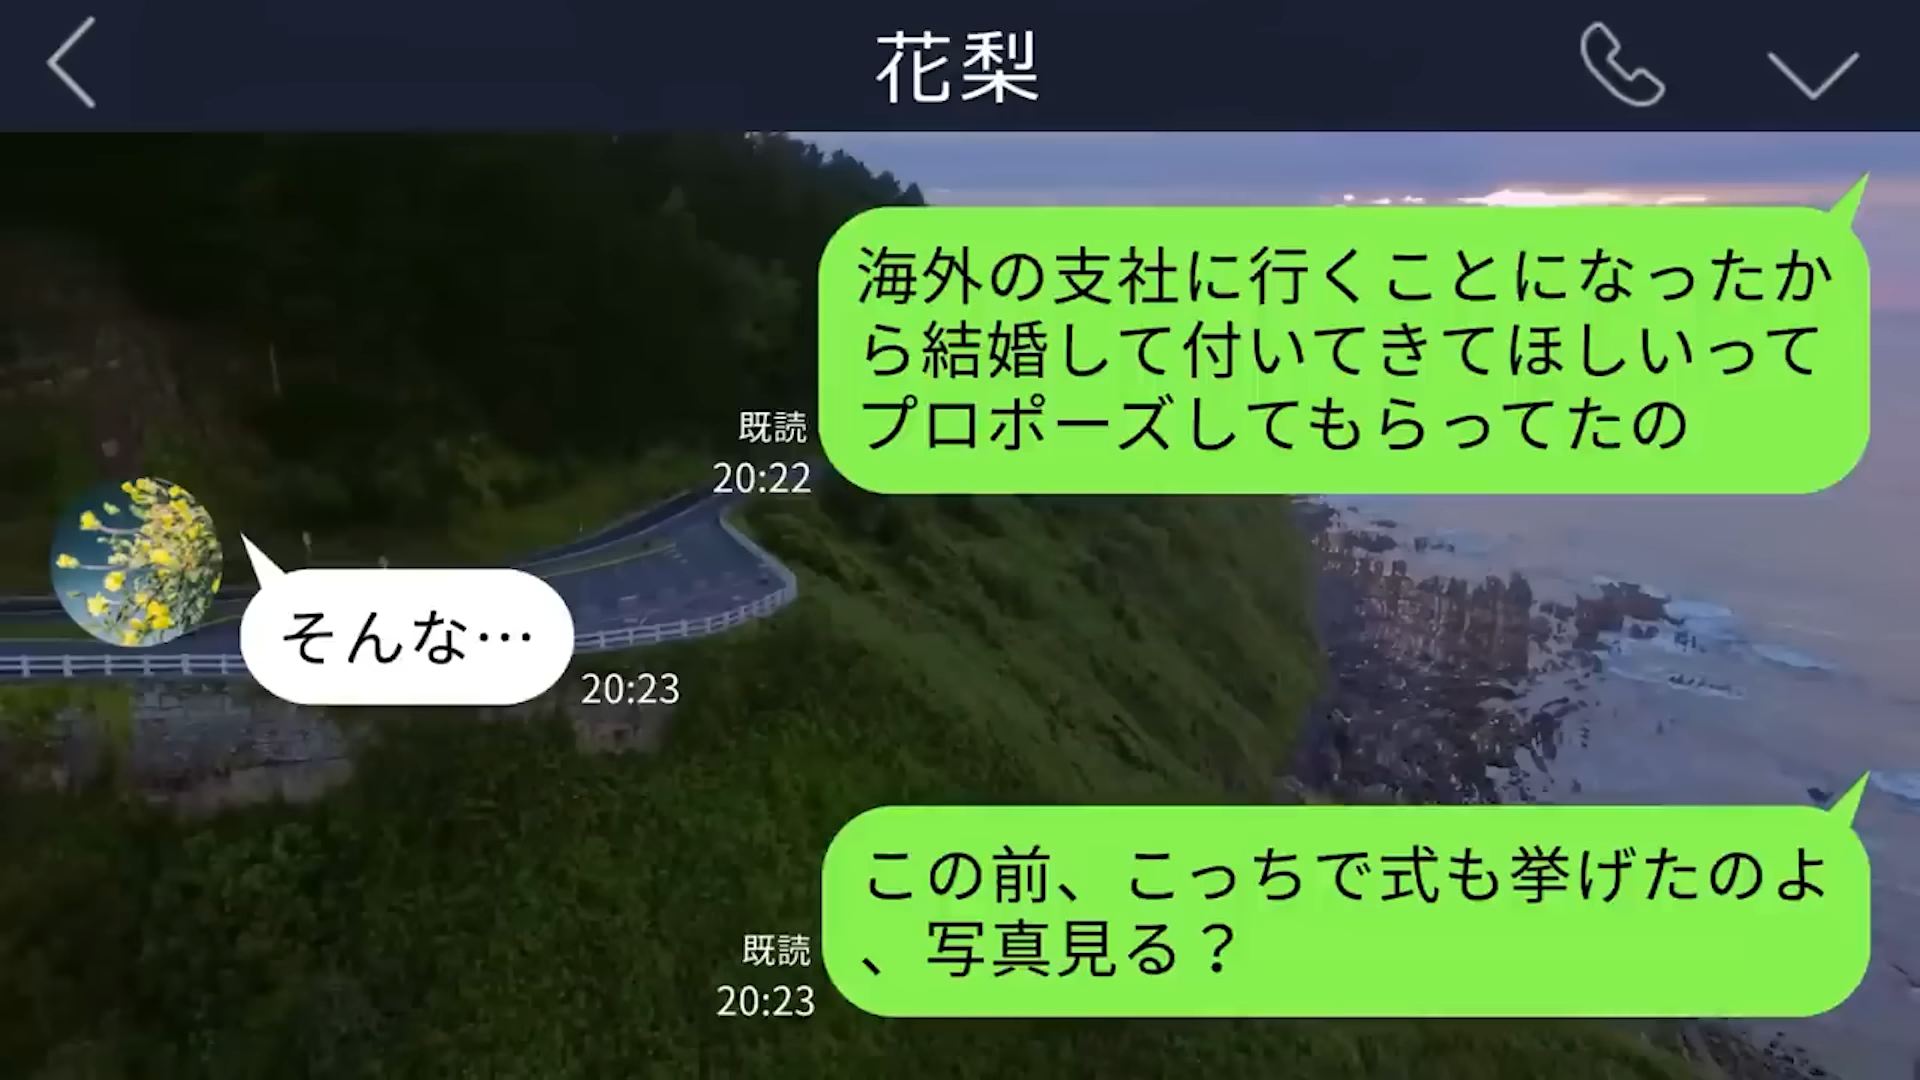 花梨
海外の支社に行くことになったか
ら結婚して付いてきてほしいって
プロポーズしてもらってたの
既読
20:22
そんな…
20:23
この前、こっちで式も挙げたのよ
、写真見る？
既読
20:23